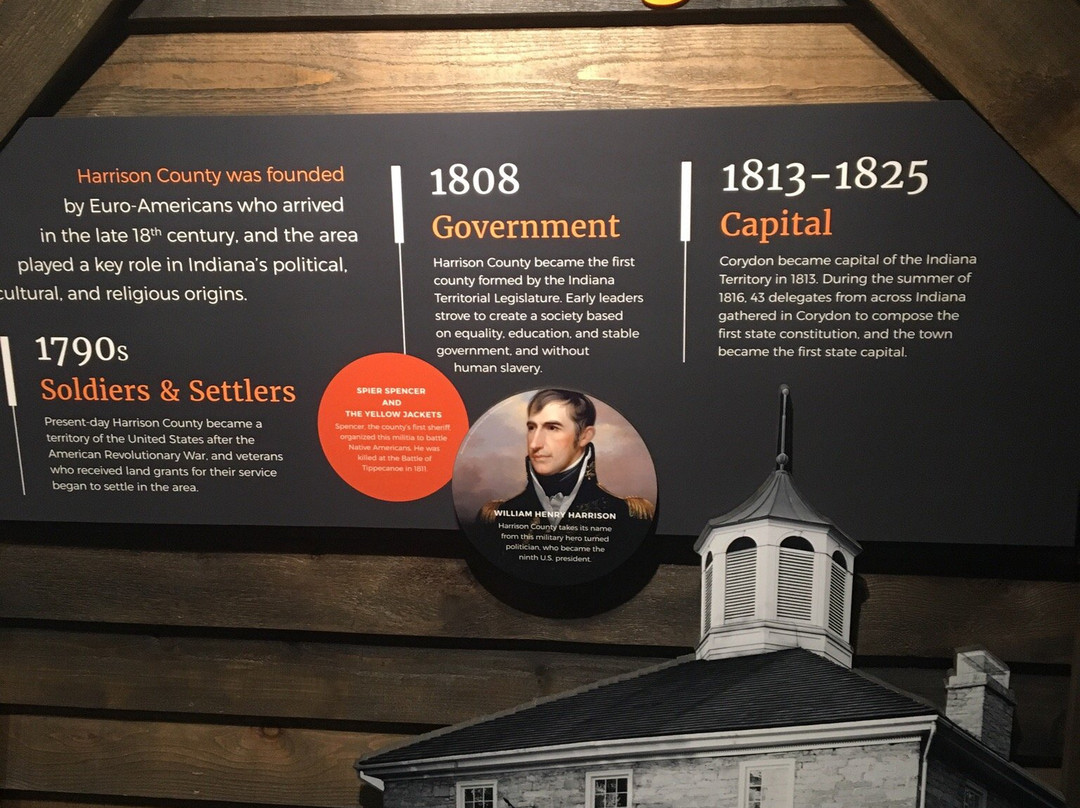 Harrison County was founded
by Euro-Americans who arrived
in the late 18th century, and the area
played a key role in Indiana's political,
cultural, and religious origins.
1790s
Soldiers & Settlers
Present-day Harrison County became a
territory of the United States after the
American Revolutionary War, and veterans
who received land grants for their service
began to settle in the area.
1808
Government
Harrison County became the first
county formed by the Indiana
Territorial Legislature. Early leaders
strove to create a society based
on equality, education, and stable
government, and without
human slavery.
SPIER SPENCER
AND
THE YELLOW JACKETS
Spencer, the county's first sheriff,
organized this militia to battle
Native Americans. He was
killed at the Battle of
Tippecanoe in 1811.
WILLIAM HENRY HARRISON
Harrison County takes its name
from this military hero turned
politician, who became the
ninth U.S. president.
1813–1825
Capital
Corydon became capital of the Indiana
Territory in 1813. During the summer of
1816, 43 delegates from across Indiana
gathered in Corydon to compose the
first state constitution, and the town
became the first state capital.